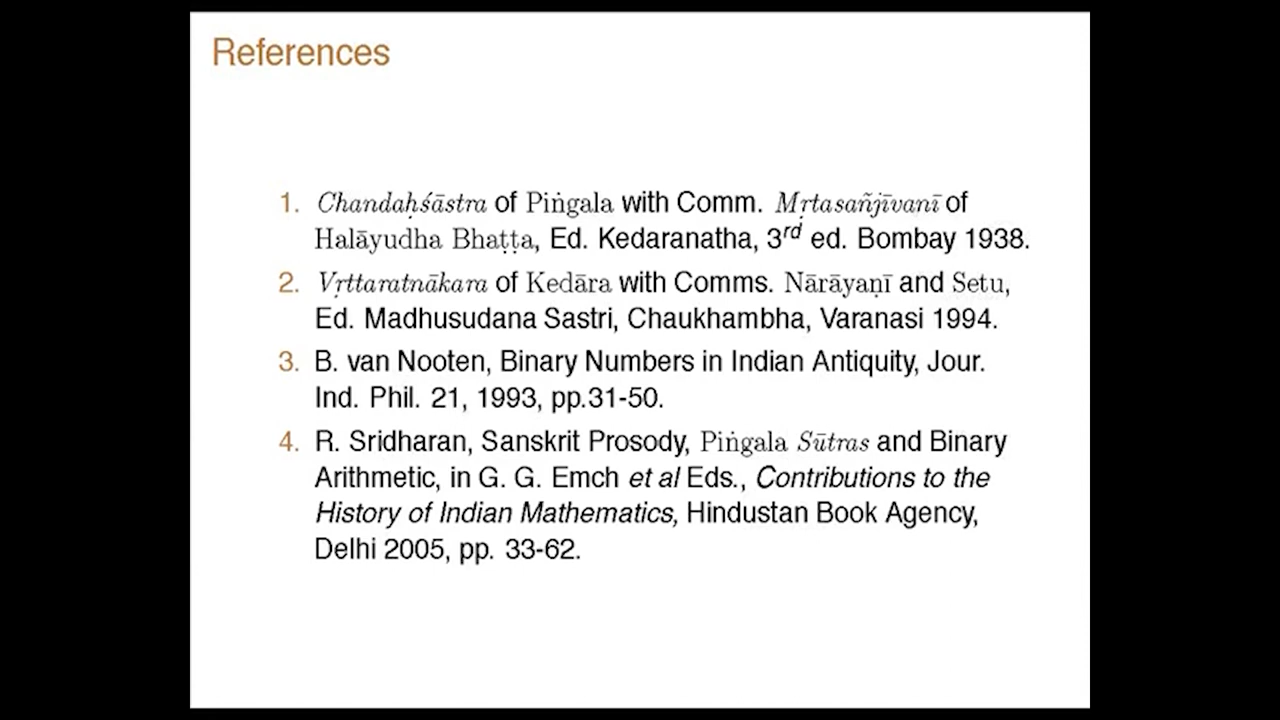 References
1. Chandaḥśāstra of Piṅgala with Comm. Mṛtasañjīvanī of
Halāyudha Bhaṭṭa, Ed. Kedaranatha, 3rd ed. Bombay 1938.
2. Vṛttaratnākara of Kedāra with Comms. Nārāyaṇī and Setu,
Ed. Madhusudana Sastri, Chaukhambha, Varanasi 1994.
3. B. van Nooten, Binary Numbers in Indian Antiquity, Jour.
Ind. Phil. 21, 1993, pp.31-50.
4. R. Sridharan, Sanskrit Prosody, Piṅgala Sūtras and Binary
Arithmetic, in G. G. Emch et al Eds., Contributions to the
History of Indian Mathematics, Hindustan Book Agency,
Delhi 2005, pp. 33-62.